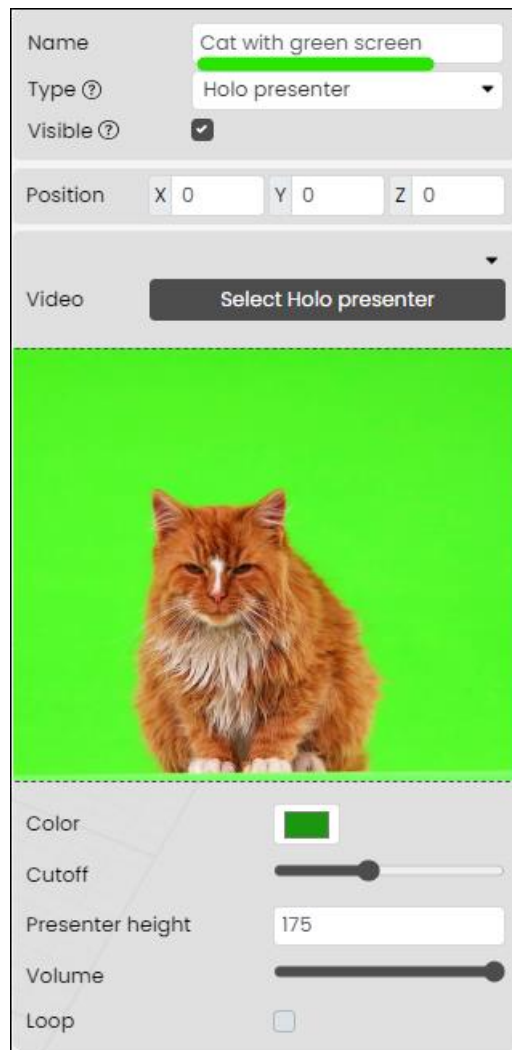 Name Cat with green screen
Type ? Holo presenter
Visible ?
Position X 0 Y 0 Z 0
Video Select Holo presenter
Color
Cutoff
Presenter height 175
Volume
Loop